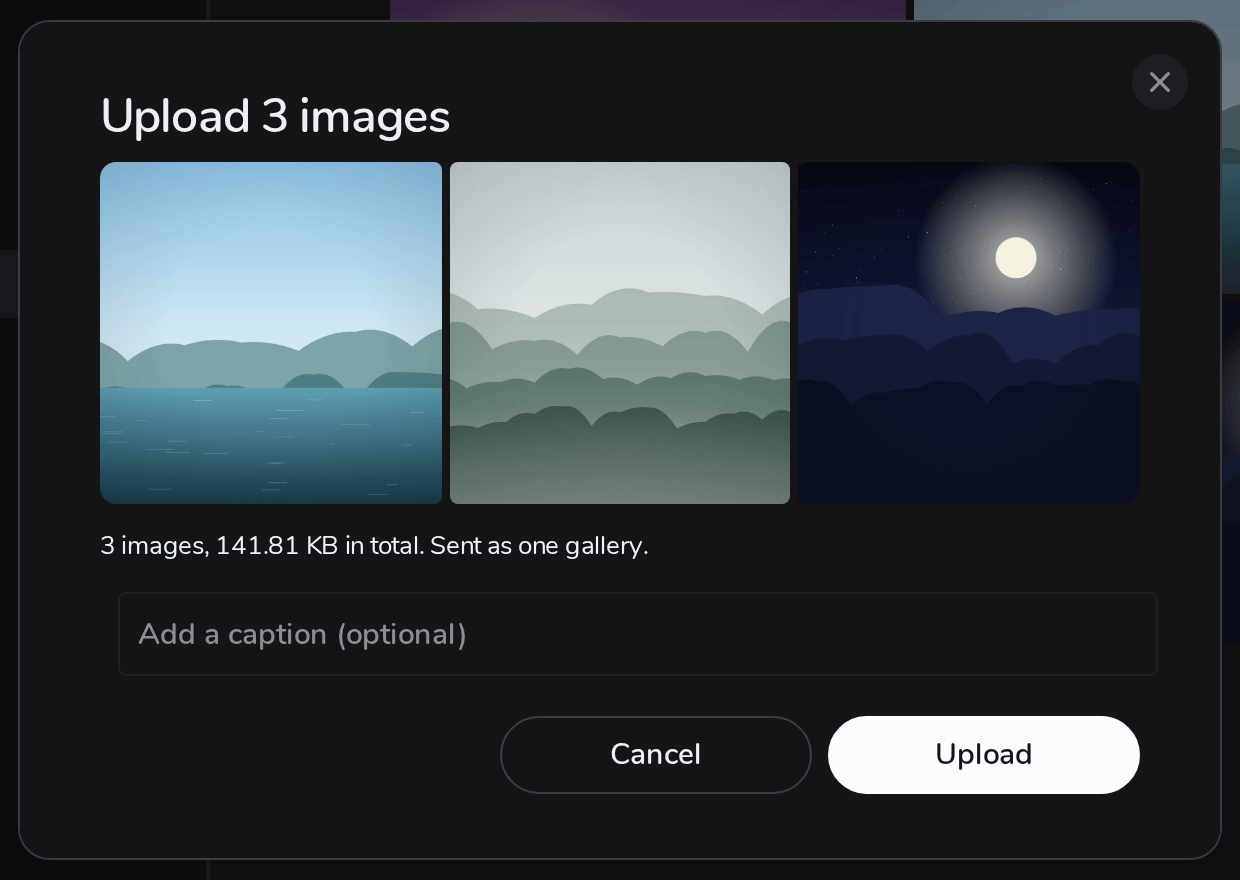 Upload 3 images
3 images, 141.81 KB in total. Sent as one gallery.
Add a caption (optional)
Cancel
Upload